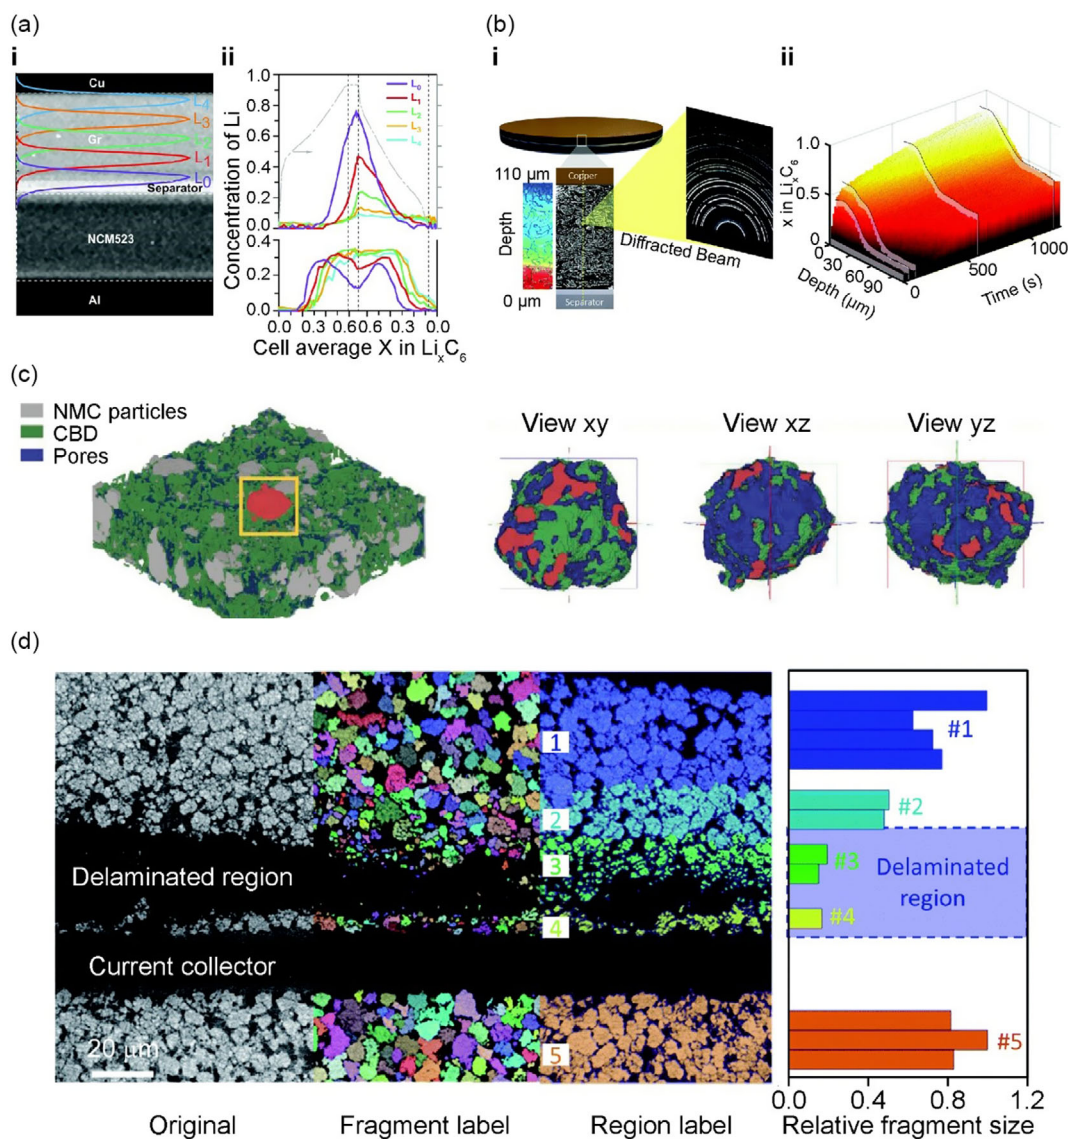 (a)
i
Cu
L4
L3
Gr
L2
L1
L0
Separator
NCM523
Al
ii
Concentration of Li
1.0
0.8
0.6
0.4
0.2
0.0
L0
L1
L2
L3
L4
0.4
0.2
0.0
0.0 0.3 0.6 0.6 0.3 0.0
Cell average X in LixC6
(b)
i
110 μm
Depth
0 μm
Copper
Separator
Diffracted Beam
ii
x in LixC6
1.0
0.5
0
0
30
60
90
Depth (μm)
0
500
1000
Time (s)
(c)
NMC particles
CBD
Pores
View xy
View xz
View yz
(d)
Delaminated region
Current collector
20 μm
1
2
3
4
5
#1
#2
#3
#4
Delaminated
region
#5
0.0 0.4 0.8 1.2
Original
Fragment label
Region label
Relative fragment size